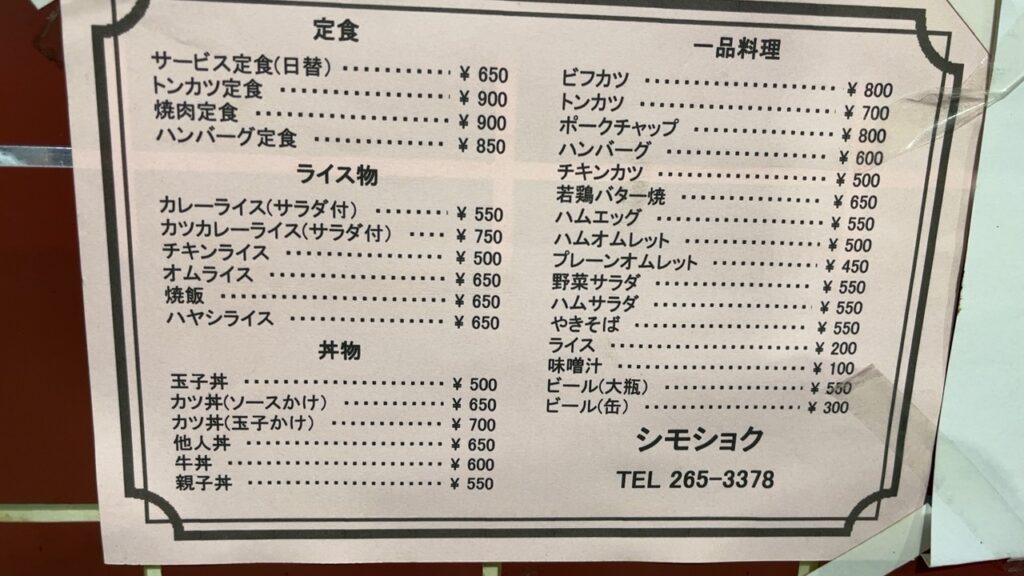 定食
サービス定食(日替) ¥ 650
トンカツ定食 ¥ 900
焼肉定食 ¥ 900
ハンバーグ定食 ¥ 850
ライス物
カレーライス(サラダ付) ¥ 550
カツカレーライス(サラダ付) ¥ 750
チキンライス ¥ 500
オムライス ¥ 650
焼飯 ¥ 650
ハヤシライス ¥ 650
丼物
玉子丼 ¥ 500
カツ丼(ソースかけ) ¥ 650
カツ丼(玉子かけ) ¥ 700
他人丼 ¥ 650
牛丼 ¥ 600
親子丼 ¥ 550
一品料理
ビフカツ ¥ 800
トンカツ ¥ 700
ポークチャップ ¥ 800
ハンバーグ ¥ 600
チキンカツ ¥ 500
若鶏バター焼 ¥ 650
ハムエッグ ¥ 550
ハムオムレット ¥ 500
プレーンオムレット ¥ 450
野菜サラダ ¥ 550
ハムサラダ ¥ 550
やきそば ¥ 550
ライス ¥ 200
味噌汁 ¥ 100
ビール(大瓶) ¥ 550
ビール(缶) ¥ 300
シモショク
TEL 265-3378